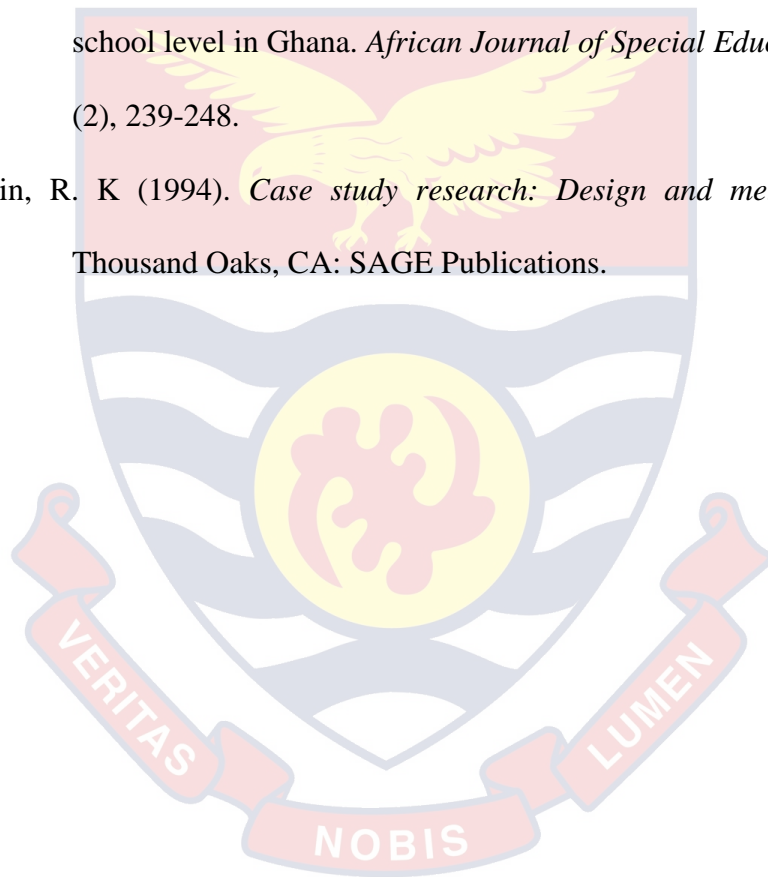 school level in Ghana. African Journal of Special Edu
(2), 239-248.
in, R. K (1994). Case study research: Design and me
Thousand Oaks, CA: SAGE Publications.
VERITAS
NOBIS
LUMEN